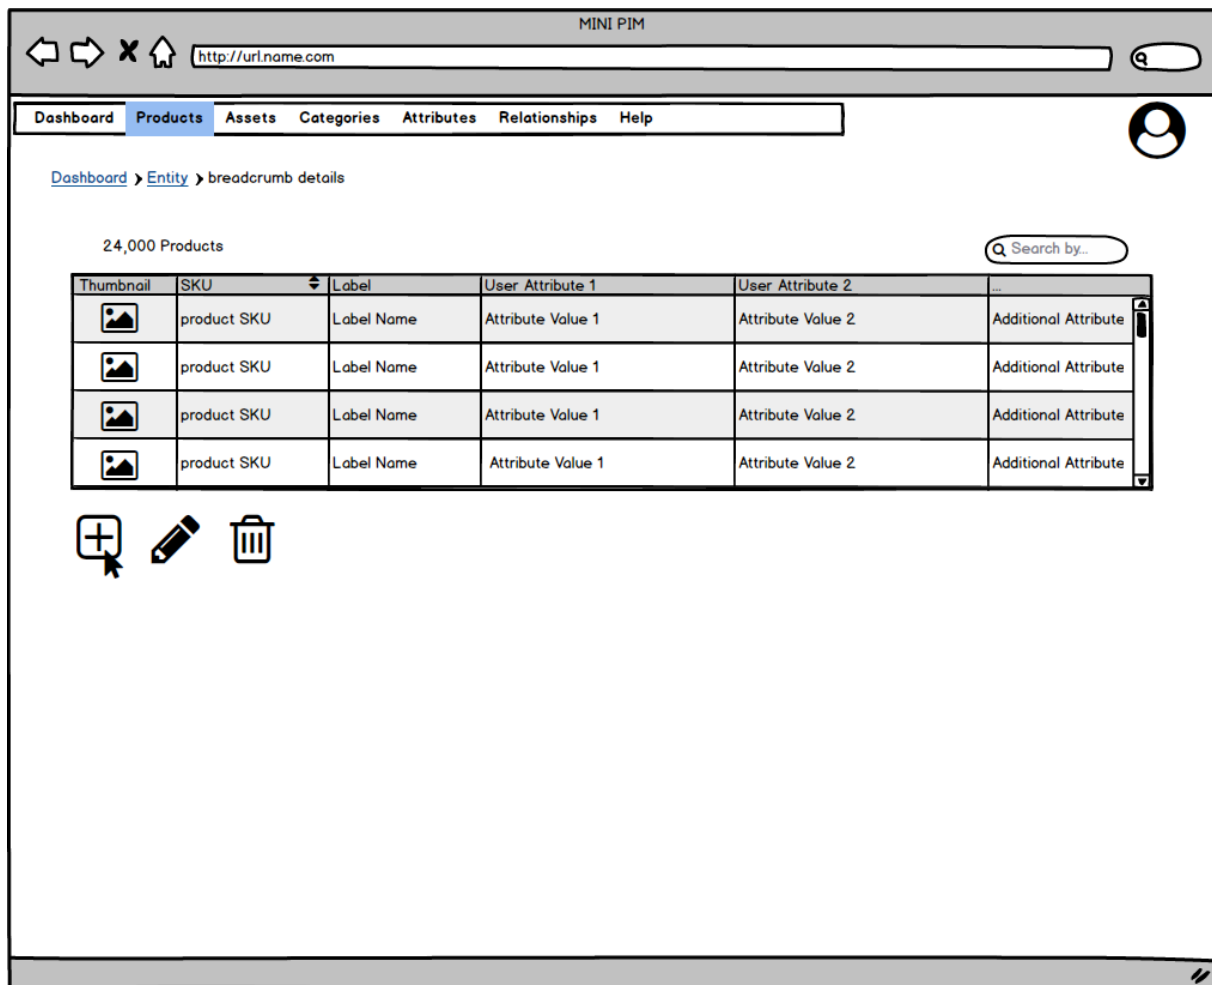 MINI PIM
http://url.name.com
Dashboard Products Assets Categories Attributes Relationships Help
Dashboard Entity breadcrumb details
24,000 Products
Search by...
Thumbnail SKU Label User Attribute 1 User Attribute 2 ...
product SKU Label Name Attribute Value 1 Attribute Value 2 Additional Attribute
product SKU Label Name Attribute Value 1 Attribute Value 2 Additional Attribute
product SKU Label Name Attribute Value 1 Attribute Value 2 Additional Attribute
product SKU Label Name Attribute Value 1 Attribute Value 2 Additional Attribute